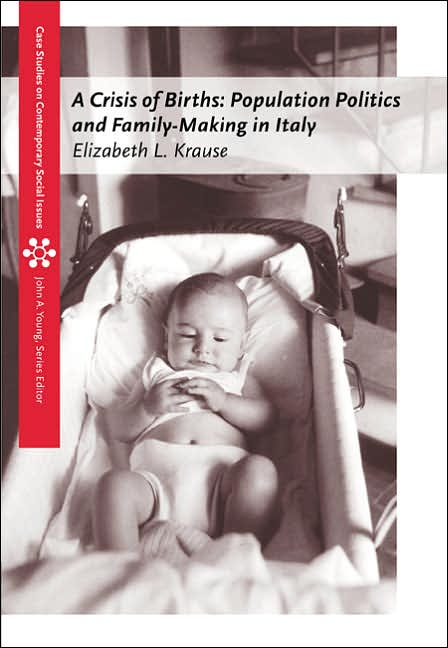 A Crisis of Births: Population Politics
and Family-Making in Italy
Elizabeth L. Krause
Case Studies on Contemporary Social Issues
John A. Young, Series Editor